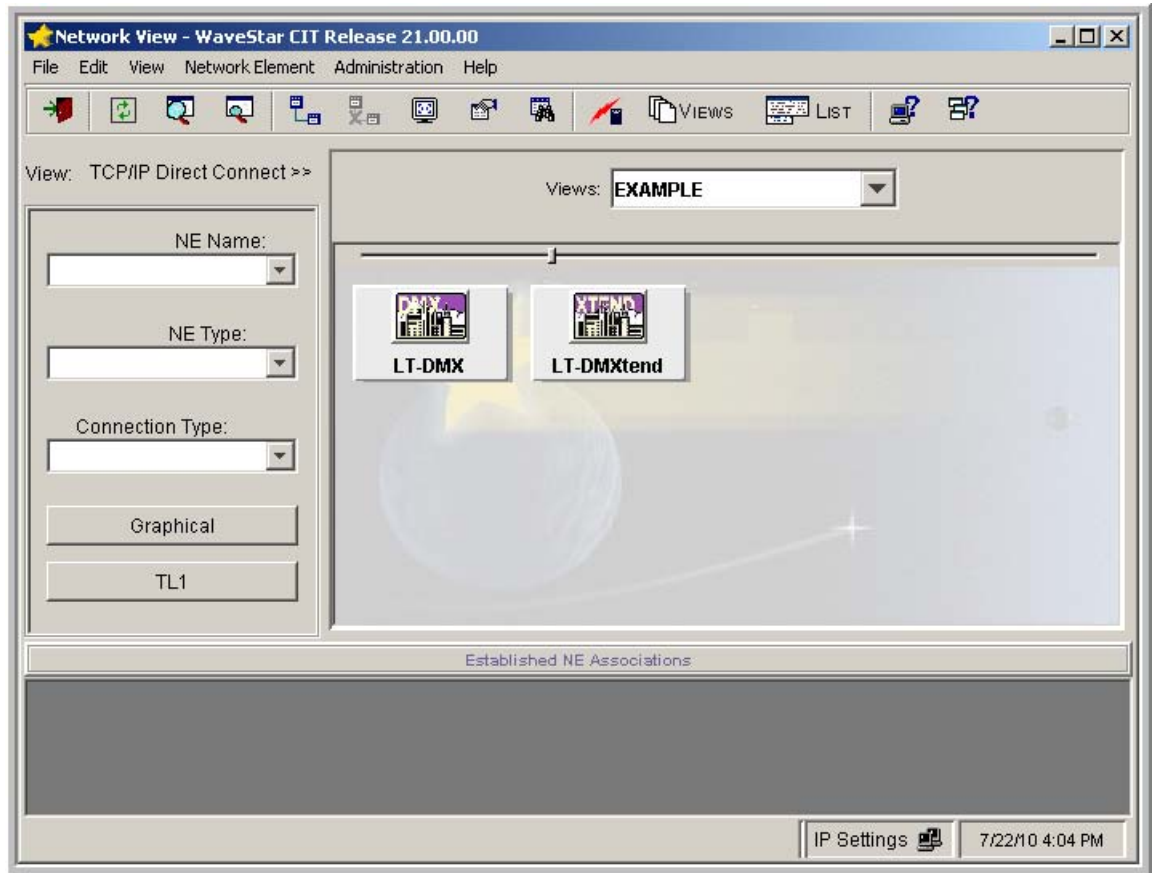 Network View - WaveStar CIT Release 21.00.00
File Edit View Network Element Administration Help
VIEWS LIST
View: TCP/IP Direct Connect >>
Views: EXAMPLE
NE Name:
NE Type:
Connection Type:
Graphical
TL1
DMX
LT-DMX
XTEND
LT-DMXtend
Established NE Associations
IP Settings
7/22/10 4:04 PM